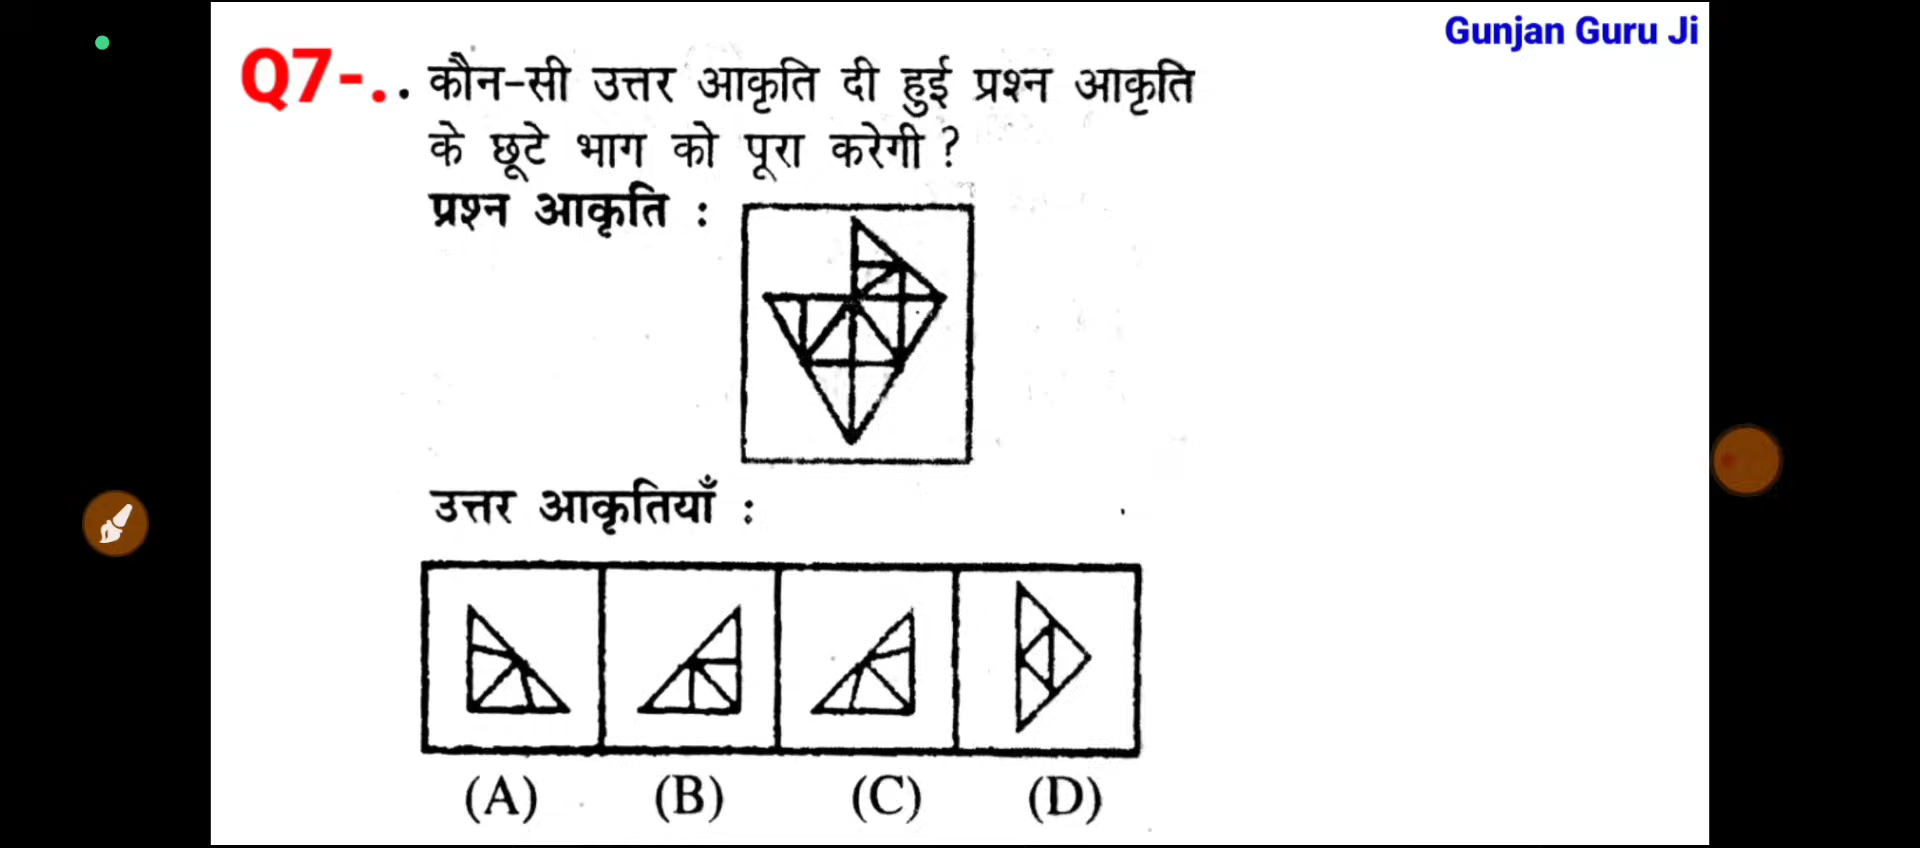 Gunjan Guru Ji
Q7-. . कौन-सी उत्तर आकृति दी हुई प्रश्न आकृति
के छूटे भाग को पूरा करेगी ?
प्रश्न आकृति :
उत्तर आकृतियाँ :
(A) (B) (C) (D)